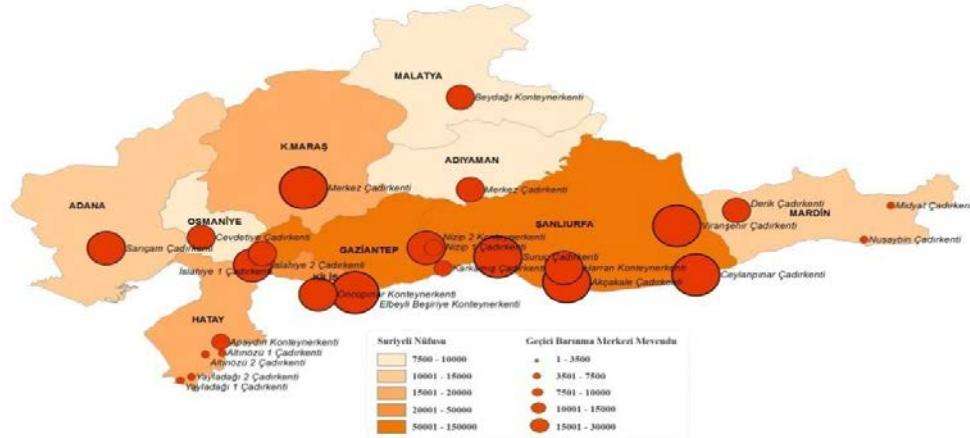 MALATYA
Beydağı Konteynerkenti
K.MARAŞ
ADIYAMAN
Merkez Çadırkenti
Merkez Çadırkenti
ADANA
OSMANİYE
ŞANLIURFA
Derik Çadırkenti
MARDİN
Midyat Çadırkenti
Cevdetiye Çadırkenti
Viranşehir Çadırkenti
Sarıçam Çadırkenti
GAZİANTEP
Nizip 2 Konteynerkenti
Nizip 1 Çadırkenti
Nusaybin Çadırkenti
Suruç Çadırkenti
İslahiye 1 Çadırkenti
İslahiye 2 Çadırkenti
Karkamış Çadırkenti
Harran Konteynerkenti
Ceylanpınar Çadırkenti
KİLİS
Akçakale Çadırkenti
Öncüpınar Konteynerkenti
Elbeyli Beşiriye Konteynerkenti
HATAY
Apaydın Konteynerkenti
Altınözü 1 Çadırkenti
Altınözü 2 Çadırkenti
Yayladağı 2 Çadırkenti
Yayladağı 1 Çadırkenti
Suriyeli Nüfusu
7500 - 10000
10001 - 15000
15001 - 20000
20001 - 50000
50001 - 150000
Geçici Barınma Merkezi Mevcudu
1 - 3500
3501 - 7500
7501 - 10000
10001 - 15000
15001 - 30000